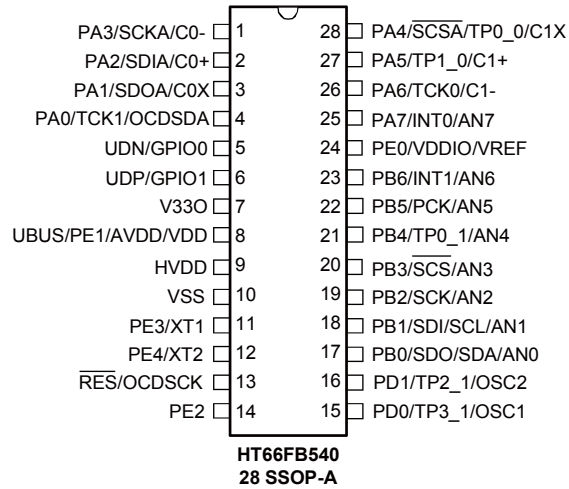 PA3/SCKA/C0- 1 28 PA4/SCSA/TP0_0/C1X
PA2/SDIA/C0+ 2 27 PA5/TP1_0/C1+
PA1/SDOA/C0X 3 26 PA6/TCK0/C1-
PA0/TCK1/OCDSDA 4 25 PA7/INT0/AN7
UDN/GPIO0 5 24 PE0/VDDIO/VREF
UDP/GPIO1 6 23 PB6/INT1/AN6
V33O 7 22 PB5/PCK/AN5
UBUS/PE1/AVDD/VDD 8 21 PB4/TP0_1/AN4
HVDD 9 20 PB3/SCS/AN3
VSS 10 19 PB2/SCK/AN2
PE3/XT1 11 18 PB1/SDI/SCL/AN1
PE4/XT2 12 17 PB0/SDO/SDA/AN0
RES/OCDSCK 13 16 PD1/TP2_1/OSC2
PE2 14 15 PD0/TP3_1/OSC1
HT66FB540
28 SSOP-A